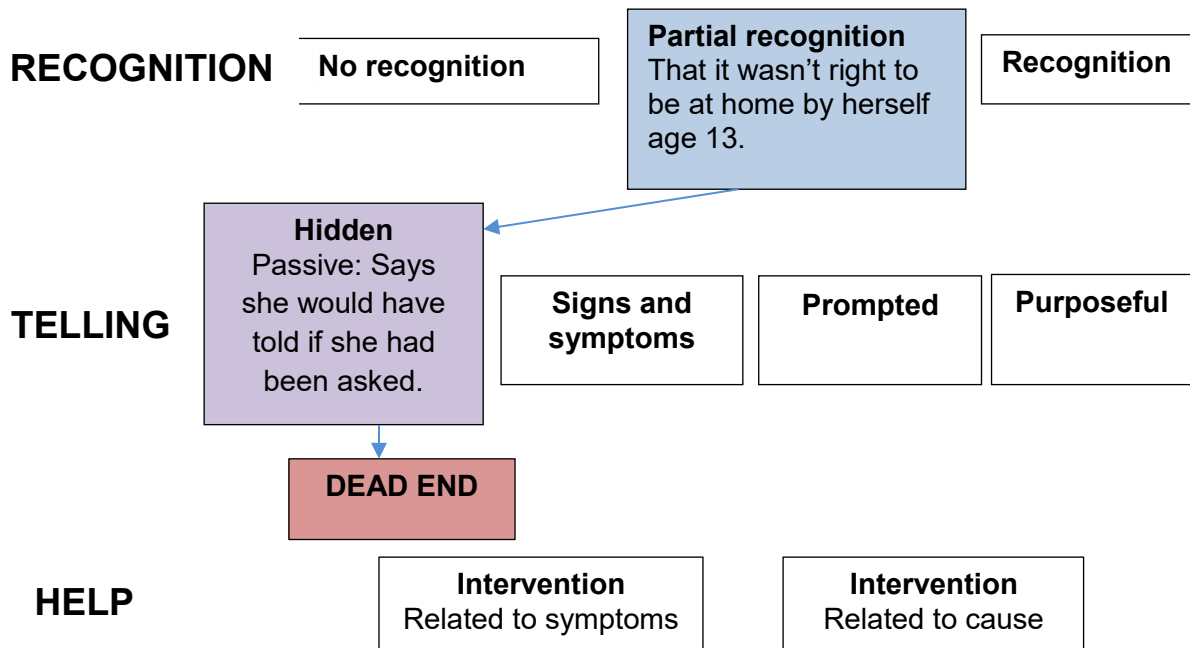 RECOGNITION
No recognition
Partial recognition
That it wasn’t right to
be at home by herself
age 13.
Recognition
TELLING
Hidden
Passive: Says
she would have
told if she had
been asked.
Signs and
symptoms
Prompted
Purposeful
DEAD END
HELP
Intervention
Related to symptoms
Intervention
Related to cause